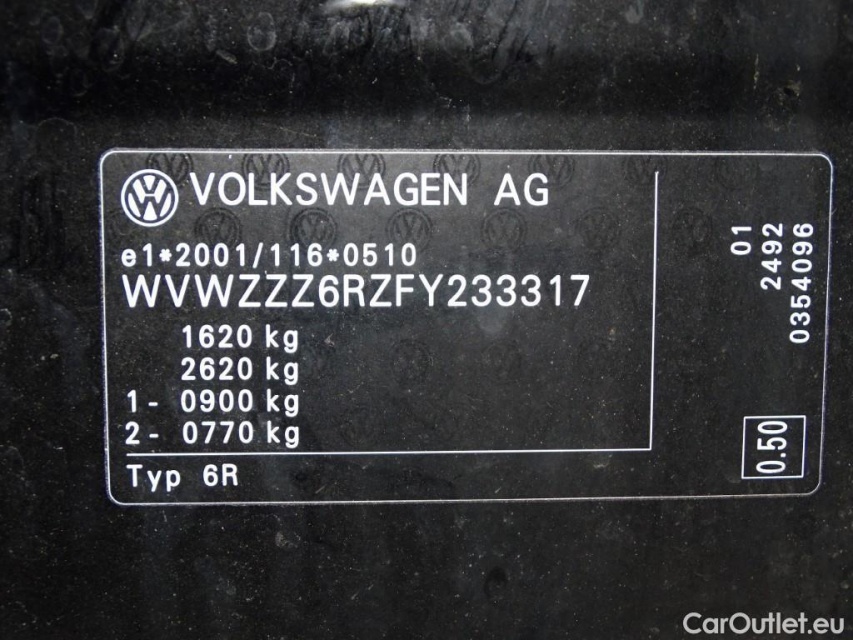 VOLKSWAGEN AG
e1*2001/116*0510
WVWZZZ6RZFY233317
1620 kg
2620 kg
1- 0900 kg
2- 0770 kg
Typ 6R
01
2492
0354096
0.50
CarOutlet.eu